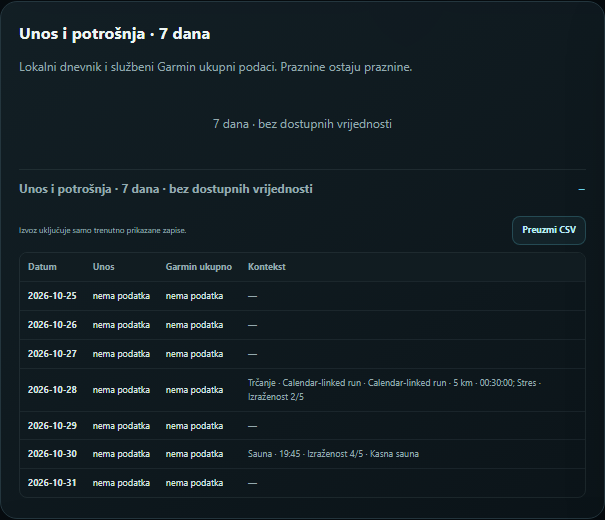 Unos i potrošnja · 7 dana
Lokalni dnevnik i službeni Garmin ukupni podaci. Praznine ostaju praznine.
7 dana · bez dostupnih vrijednosti
Unos i potrošnja · 7 dana · bez dostupnih vrijednosti –
Izvoz uključuje samo trenutno prikazane zapise. Preuzmi CSV
Datum Unos Garmin ukupno Kontekst
2026-10-25 nema podatka nema podatka —
2026-10-26 nema podatka nema podatka —
2026-10-27 nema podatka nema podatka —
2026-10-28 nema podatka nema podatka Trčanje · Calendar-linked run · Calendar-linked run · 5 km · 00:30:00; Stres ·
Izraženost 2/5
2026-10-29 nema podatka nema podatka —
2026-10-30 nema podatka nema podatka Sauna · 19:45 · Izraženost 4/5 · Kasna sauna
2026-10-31 nema podatka nema podatka —